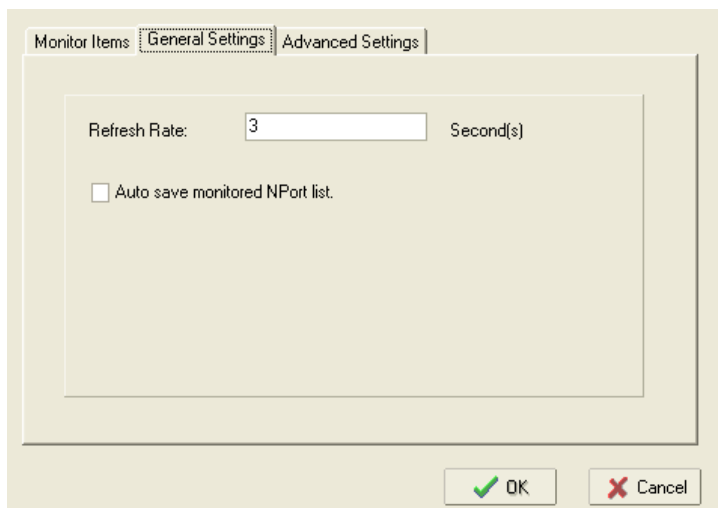 Monitor Items General Settings Advanced Settings
Refresh Rate: 3 Second(s)
Auto save monitored NPort list.
OK Cancel